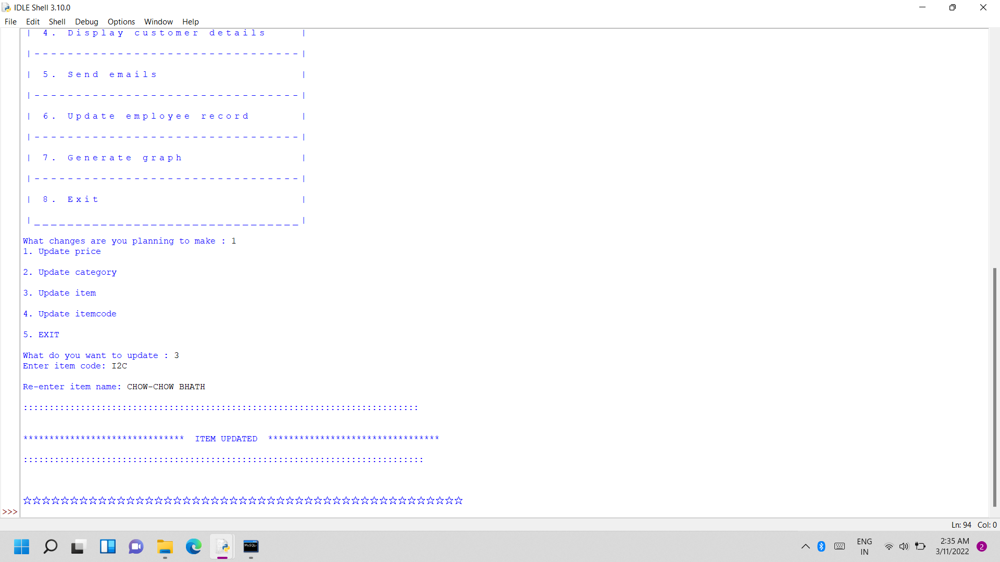 IDLE Shell 3.10.0
File Edit Shell Debug Options Window Help
| 4. Display customer details |
|--------------------------------|
| 5. Send emails |
|--------------------------------|
| 6. Update employee record |
|--------------------------------|
| 7. Generate graph |
|--------------------------------|
| 8. Exit |
|________________________________|
What changes are you planning to make : 1
1. Update price
2. Update category
3. Update item
4. Update itemcode
5. EXIT
What do you want to update : 3
Enter item code: I2C
Re-enter item name: CHOW-CHOW BHATH
::::::::::::::::::::::::::::::::::::::::::::::::::::::::::::::::::::::::::::
******************************* ITEM UPDATED *********************************
:::::::::::::::::::::::::::::::::::::::::::::::::::::::::::::::::::::::::::::
☆☆☆☆☆☆☆☆☆☆☆☆☆☆☆☆☆☆☆☆☆☆☆☆☆☆☆☆☆☆☆☆☆☆☆☆☆☆☆☆☆☆☆☆☆☆☆
>>>
Ln: 94 Col: 0
MySQL
ENG
IN
2:35 AM
3/11/2022
2